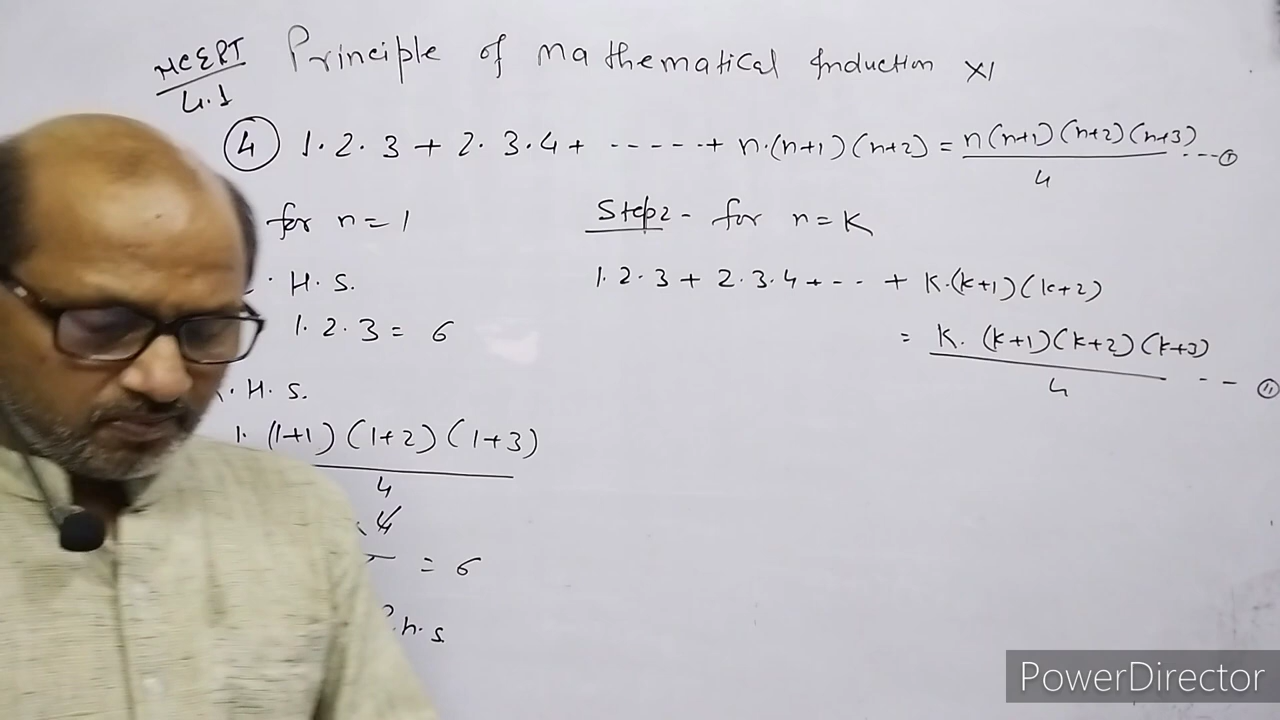 NCERT
4.1
Principle of mathematical Induction XI
④ 1·2·3 + 2·3·4 + ----- + n·(n+1)(n+2) = n(n+1)(n+2)(n+3) / 4 ---①
for n = 1
·H.S.
1·2·3 = 6
·H.S.
1·(1+1)(1+2)(1+3) / 4
4
= 6
·h.s.
Step2 - for n = K
1·2·3 + 2·3·4 + -- + K·(k+1)(k+2)
= K·(k+1)(k+2)(k+3) / 4 -- ⑪
PowerDirector